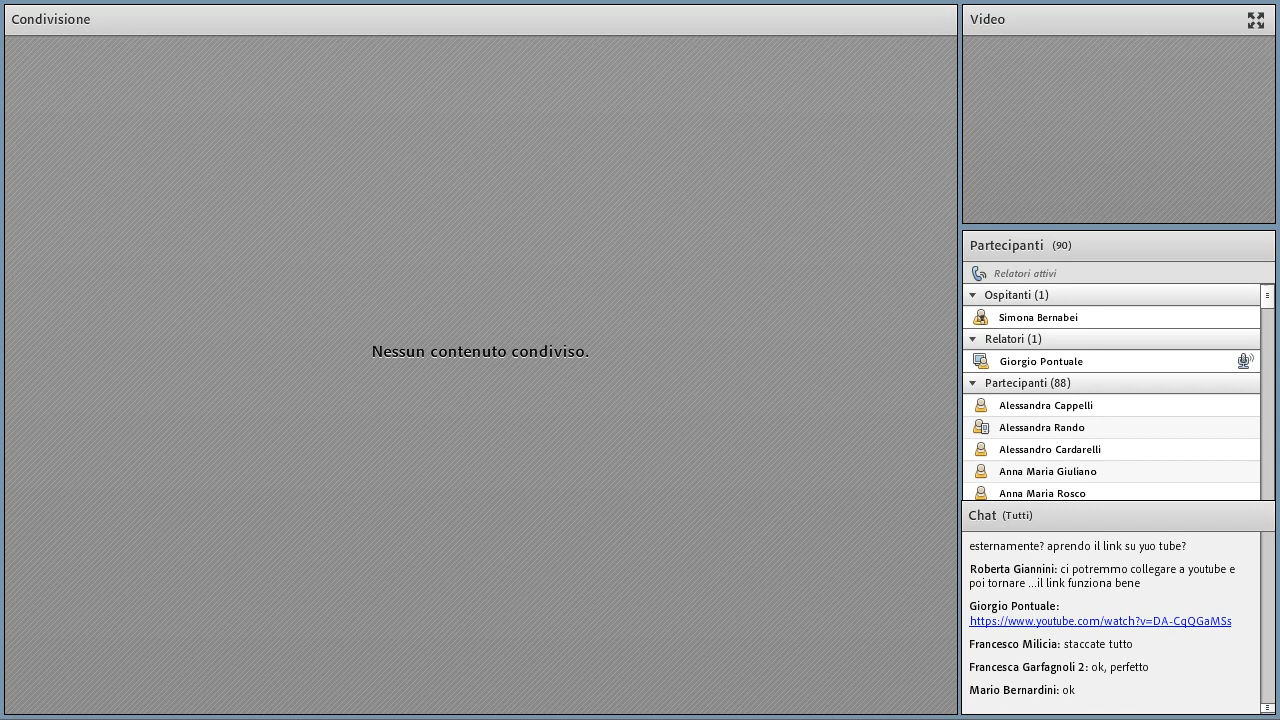 Condivisione
Nessun contenuto condiviso.
Video
Partecipanti (90)
Relatori attivi
Ospitanti (1)
Simona Bernabei
Relatori (1)
Giorgio Pontuale
Partecipanti (88)
Alessandra Cappelli
Alessandra Rando
Alessandro Cardarelli
Anna Maria Giuliano
Anna Maria Rosco
Chat (Tutti)
esternamente? aprendo il link su yuo tube?
Roberta Giannini: ci potremmo collegare a youtube e
poi tornare ...il link funziona bene
Giorgio Pontuale:
https://www.youtube.com/watch?v=DA-CqQGaMSs
Francesco Milicia: staccate tutto
Francesca Garfagnoli 2: ok, perfetto
Mario Bernardini: ok